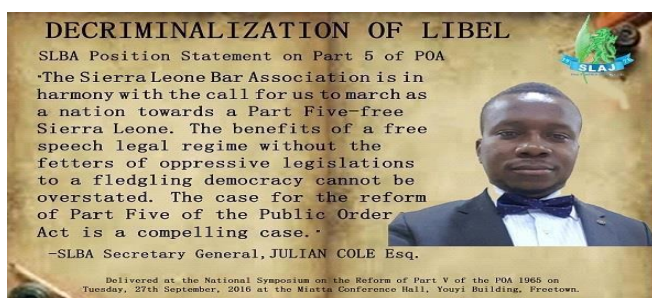 DECRIMINALIZATION OF LIBEL
SLBA Position Statement on Part 5 of POA
"The Sierra Leone Bar Association is in
harmony with the call for us to march as
a nation towards a Part Five-free
Sierra Leone. The benefits of a free
speech legal regime without the
fetters of oppressive legislations
to a fledgling democracy cannot be
overstated. The case for the reform
of Part Five of the Public Order
Act is a compelling case."
-SLBA Secretary General, JULIAN COLE Esq.
Delivered at the National Symposium on the Reform of Part V of the POA 1965 on
Tuesday, 27th September, 2016 at the Miatta Conference Hall, Youyi Building, Freetown.
SLAJ